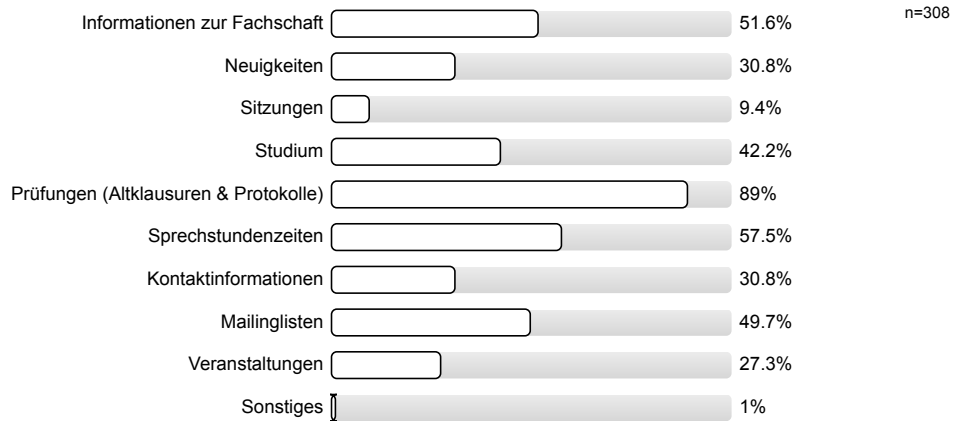 n=308
Informationen zur Fachschaft 51.6%
Neuigkeiten 30.8%
Sitzungen 9.4%
Studium 42.2%
Prüfungen (Altklausuren & Protokolle) 89%
Sprechstundenzeiten 57.5%
Kontaktinformationen 30.8%
Mailinglisten 49.7%
Veranstaltungen 27.3%
Sonstiges 1%